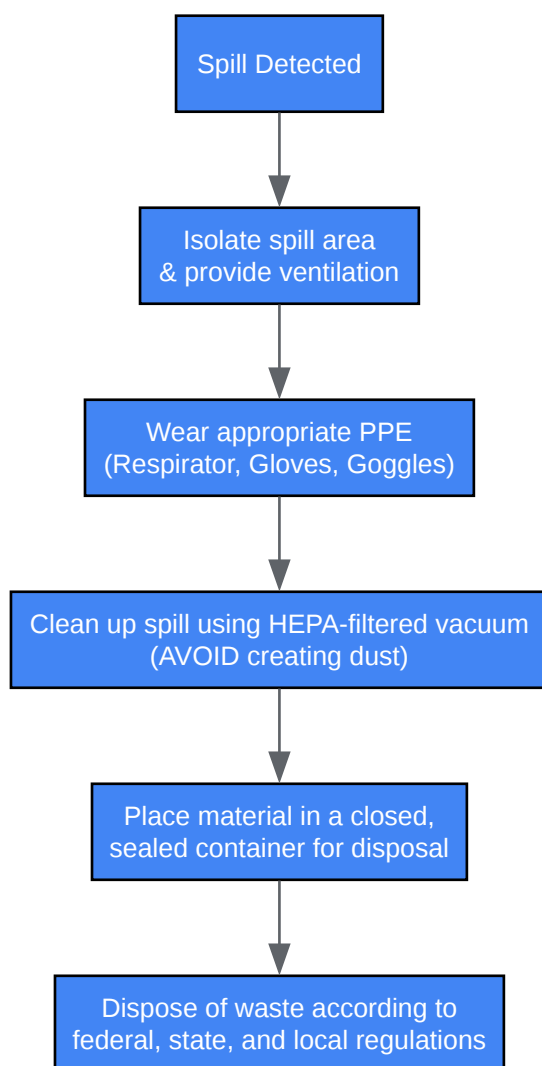 Spill Detected
Isolate spill area
& provide ventilation
Wear appropriate PPE
(Respirator, Gloves, Goggles)
Clean up spill using HEPA-filtered vacuum
(AVOID creating dust)
Place material in a closed,
sealed container for disposal
Dispose of waste according to
federal, state, and local regulations